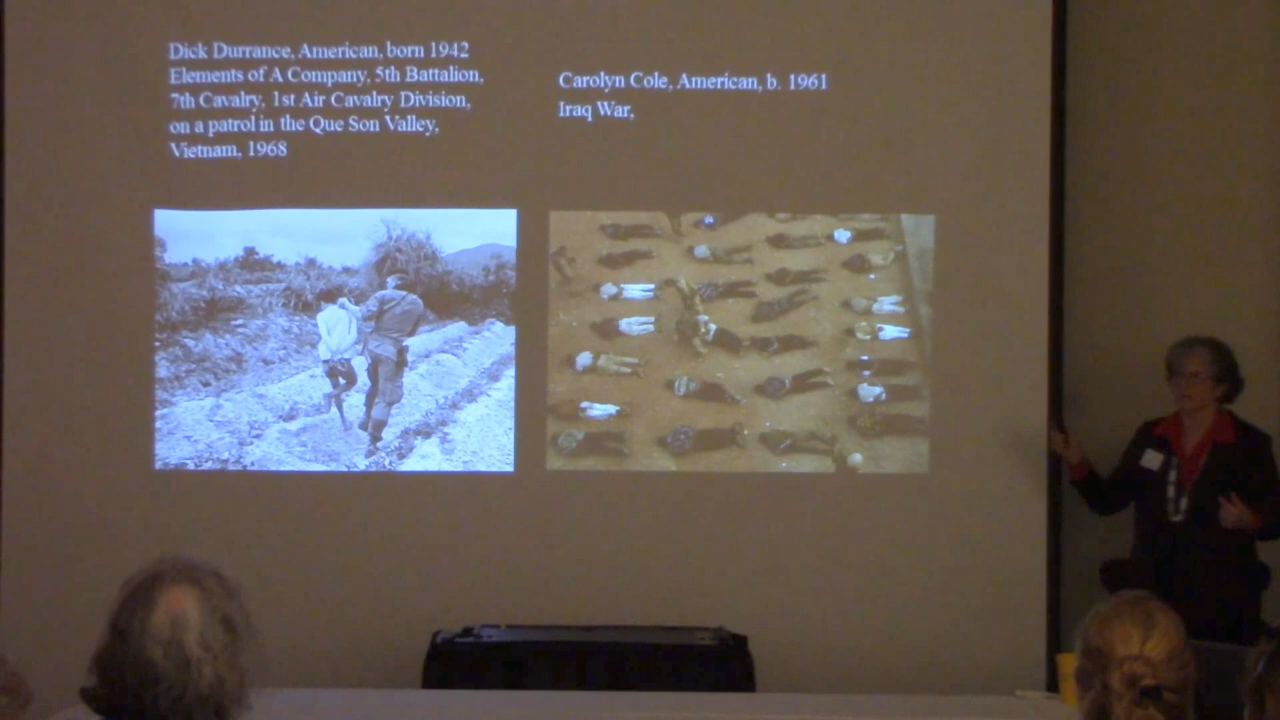 Dick Durrance, American, born 1942
Elements of A Company, 5th Battalion,
7th Cavalry, 1st Air Cavalry Division,
on a patrol in the Que Son Valley,
Vietnam, 1968
Carolyn Cole, American, b. 1961
Iraq War,